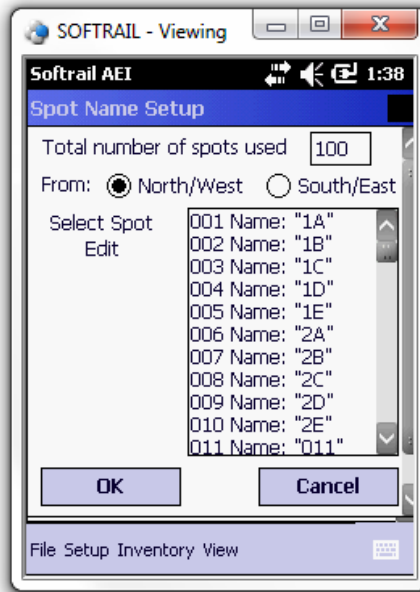 SOFTRAIL - Viewing
Softrail AEI 1:38
Spot Name Setup
Total number of spots used 100
From: North/West South/East
Select Spot
Edit
001 Name: "1A"
002 Name: "1B"
003 Name: "1C"
004 Name: "1D"
005 Name: "1E"
006 Name: "2A"
007 Name: "2B"
008 Name: "2C"
009 Name: "2D"
010 Name: "2E"
011 Name: "011"
OK Cancel
File Setup Inventory View